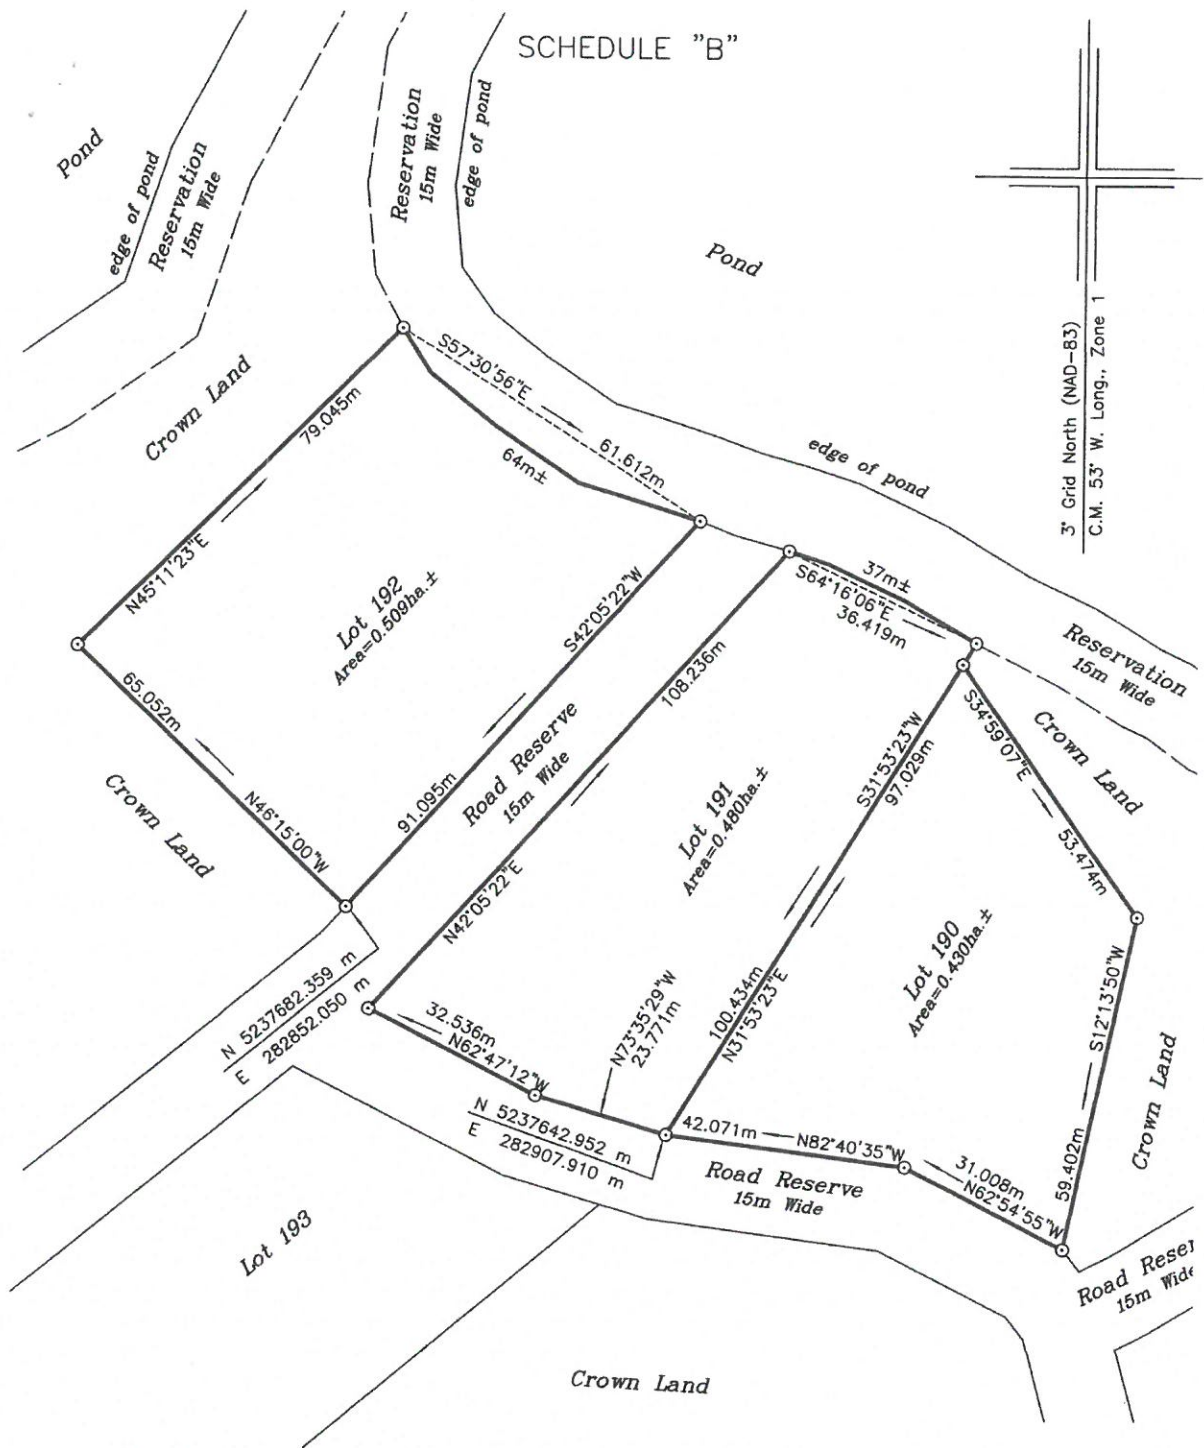 SCHEDULE "B"
Pond
edge of pond
Reservation
15m Wide
Reservation
15m Wide
edge of pond
Pond
3° Grid North (NAD-83)
C.M. 53° W. Long., Zone 1
Crown Land
79.045m
N45°11'23"E
S57°30'56"E
61.612m
64m±
edge of pond
Lot 192
Area=0.509ha.±
S42°05'22"W
91.095m
65.052m
N46°15'00"W
Crown Land
Road Reserve
15m Wide
108.236m
N42°05'22"E
37m±
S64°16'06"E
36.419m
Reservation
15m Wide
Crown Land
S34°59'07"E
53.474m
Lot 191
Area=0.480ha.±
S31°53'23"W
97.029m
100.434m
N31°53'23"E
Lot 190
Area=0.430ha.±
S12°13'50"W
59.402m
Crown Land
N 5237682.359 m
E 282852.050 m
32.536m
N62°47'12"W
N73°35'29"W
23.771m
N 5237642.952 m
E 282907.910 m
42.071m
N82°40'35"W
31.008m
N62°54'55"W
Road Reserve
15m Wide
Road Reser
15m Wide
Lot 193
Crown Land